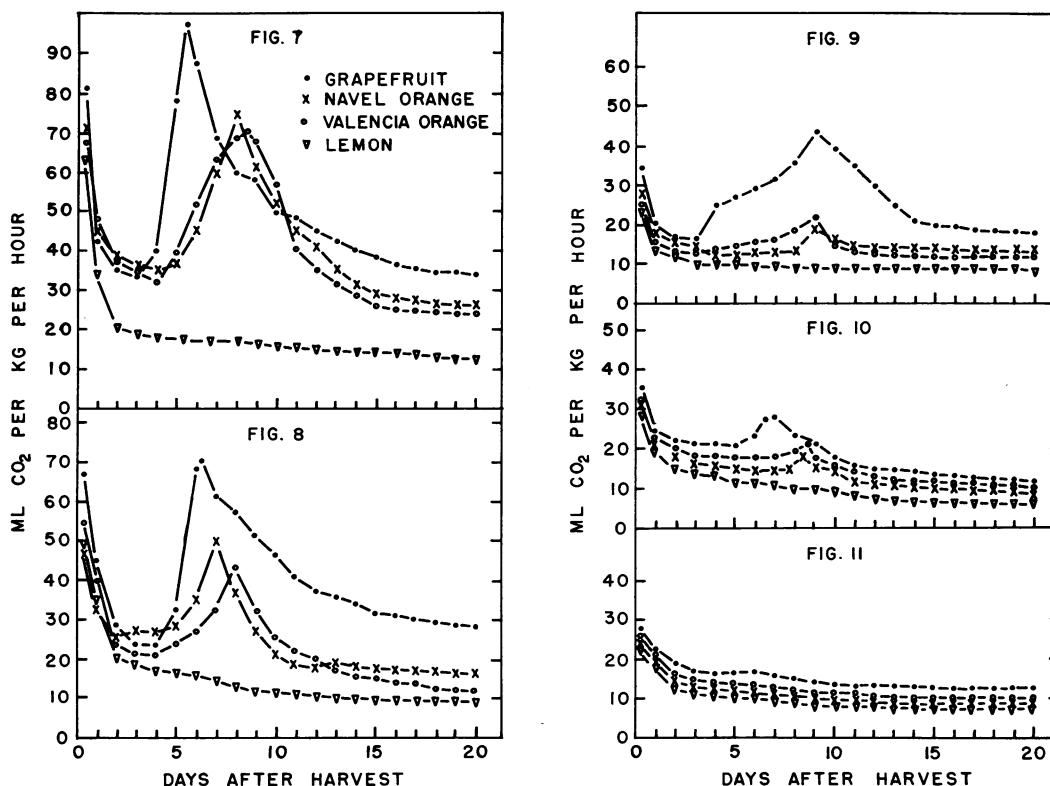 FIG. 7
GRAPEFRUIT
NAVEL ORANGE
VALENCIA ORANGE
LEMON
90
80
70
60
50
40
30
20
10
0
FIG. 8
80
70
60
50
40
30
20
10
0
ML CO2 PER KG PER HOUR
0 5 10 15 20
DAYS AFTER HARVEST
FIG. 9
60
50
40
30
20
10
0
FIG. 10
50
40
30
20
10
0
FIG. 11
40
30
20
10
0
ML CO2 PER KG PER HOUR
0 5 10 15 20
DAYS AFTER HARVEST